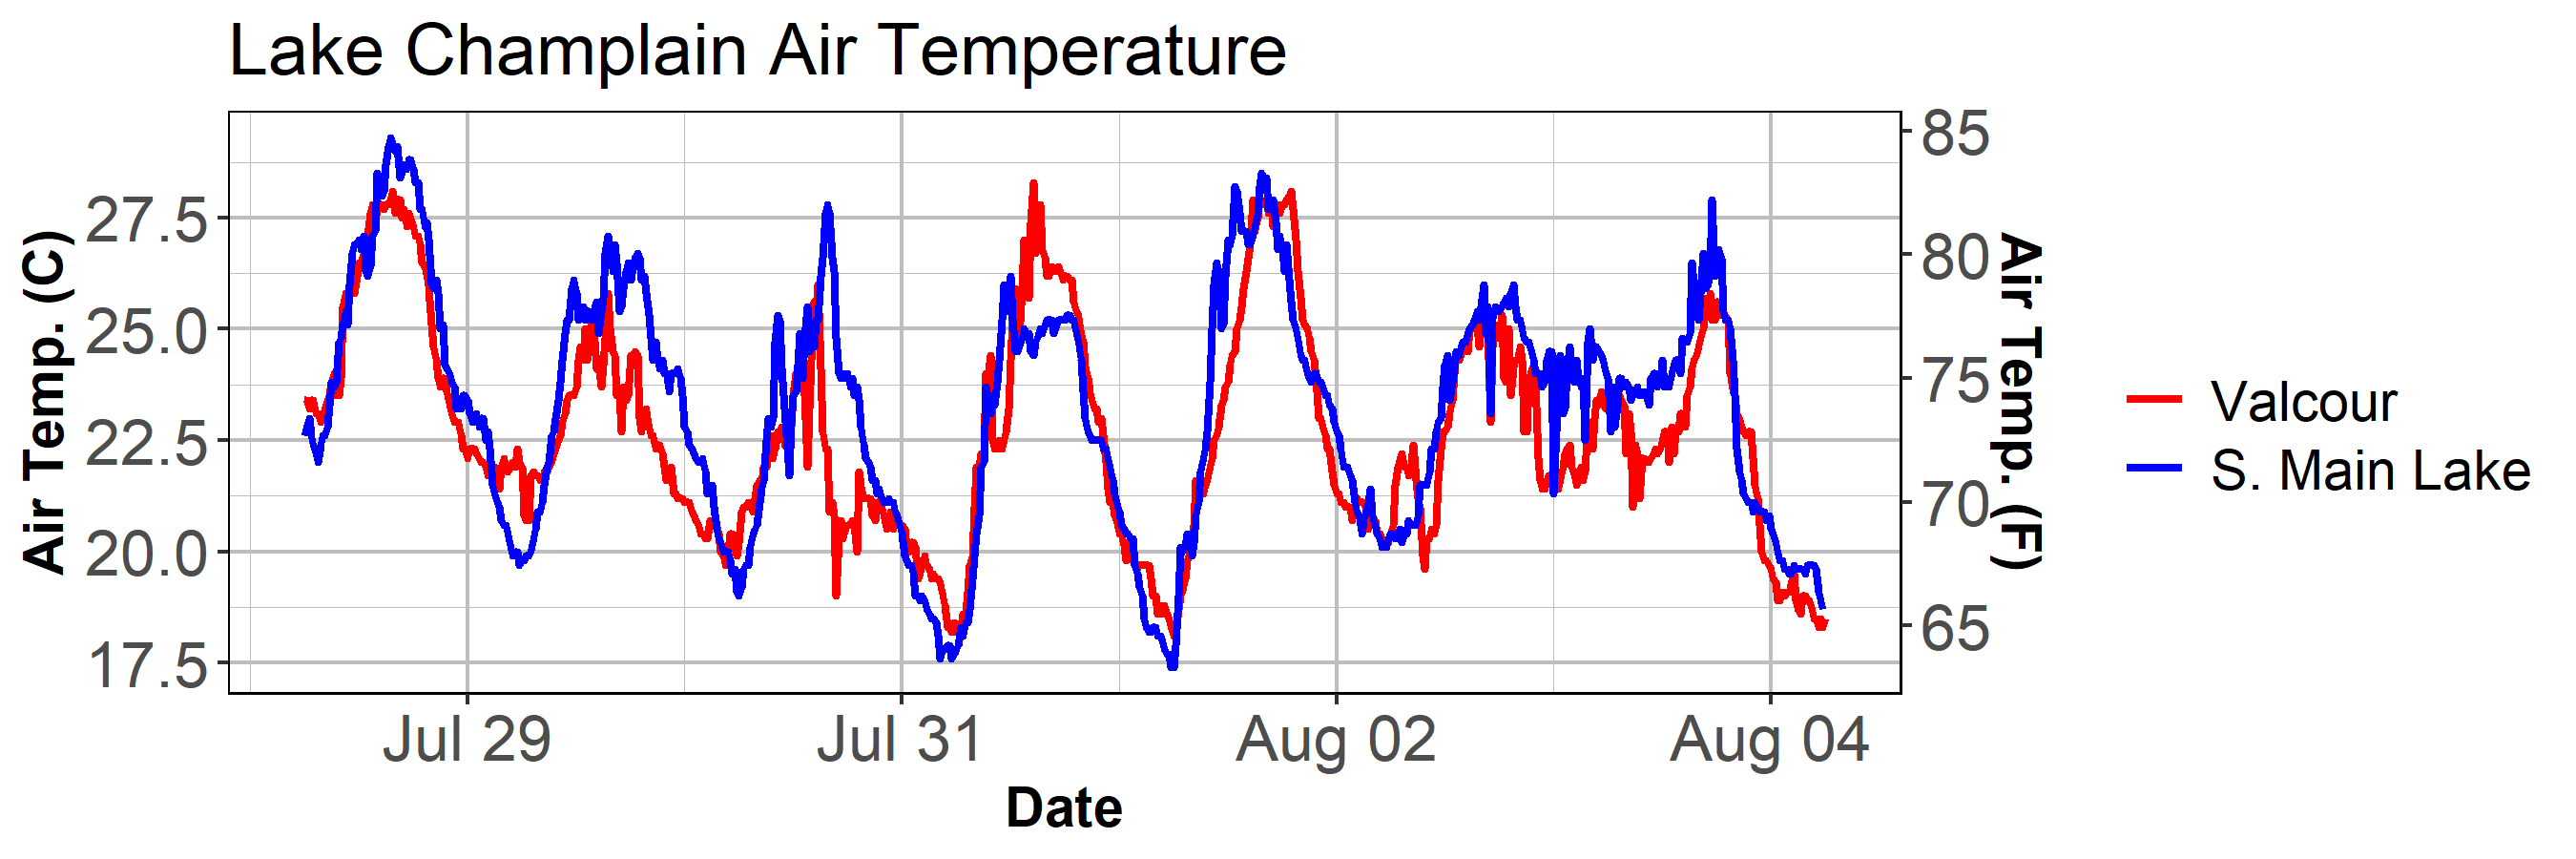 Lake Champlain Air Temperature
Air Temp. (C)
27.5
25.0
22.5
20.0
17.5
85
80
75
70
65
Air Temp. (F)
Jul 29
Jul 31
Aug 02
Aug 04
Date
Valcour
S. Main Lake